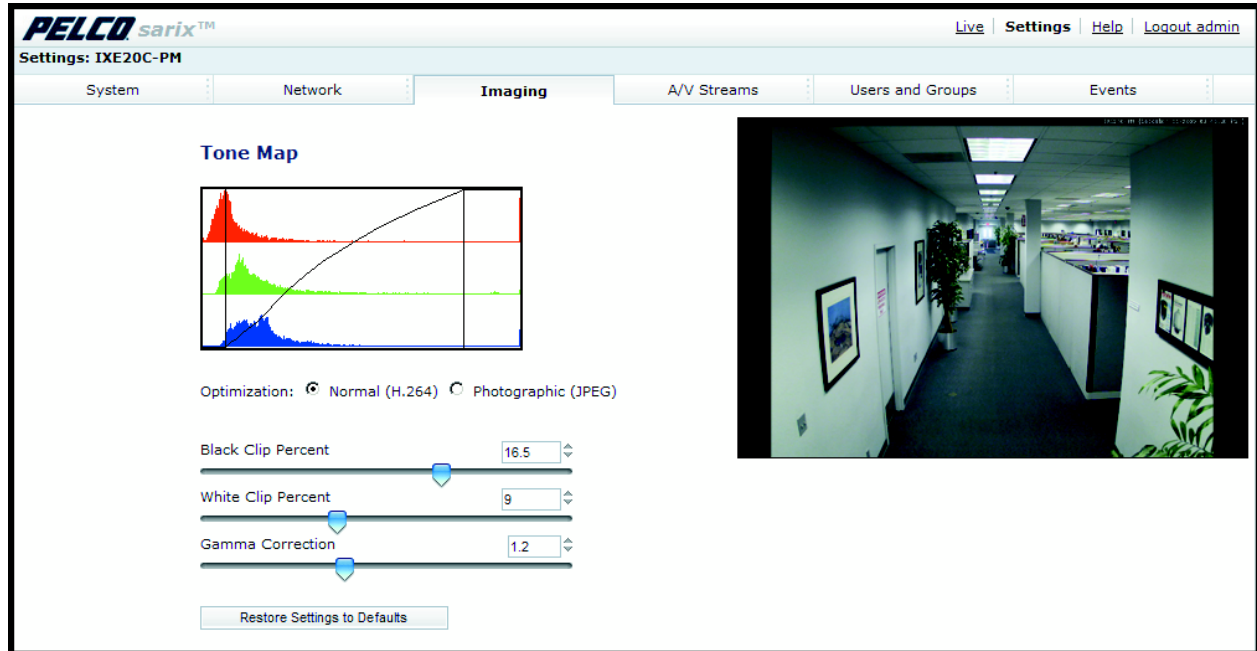 PELCO sarix™
Live Settings Help Logout admin
Settings: IXE20C-PM
System Network Imaging A/V Streams Users and Groups Events
Tone Map
Optimization: Normal (H.264) Photographic (JPEG)
Black Clip Percent 16.5
White Clip Percent 9
Gamma Correction 1.2
Restore Settings to Defaults